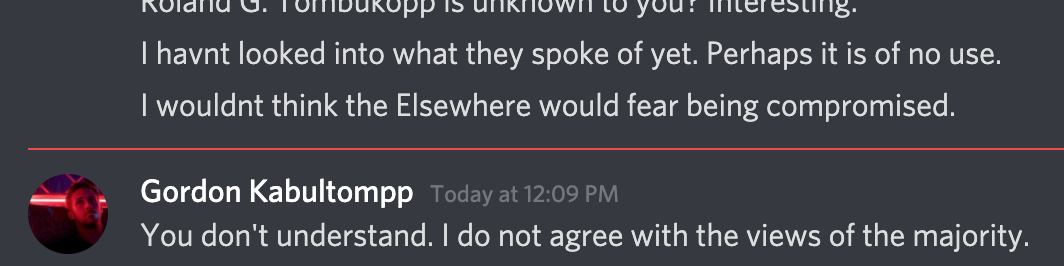 Roland G. Tombukopp is unknown to you? Interesting.
I havnt looked into what they spoke of yet. Perhaps it is of no use.
I wouldnt think the Elsewhere would fear being compromised.
Gordon Kabultompp Today at 12:09 PM
You don't understand. I do not agree with the views of the majority.